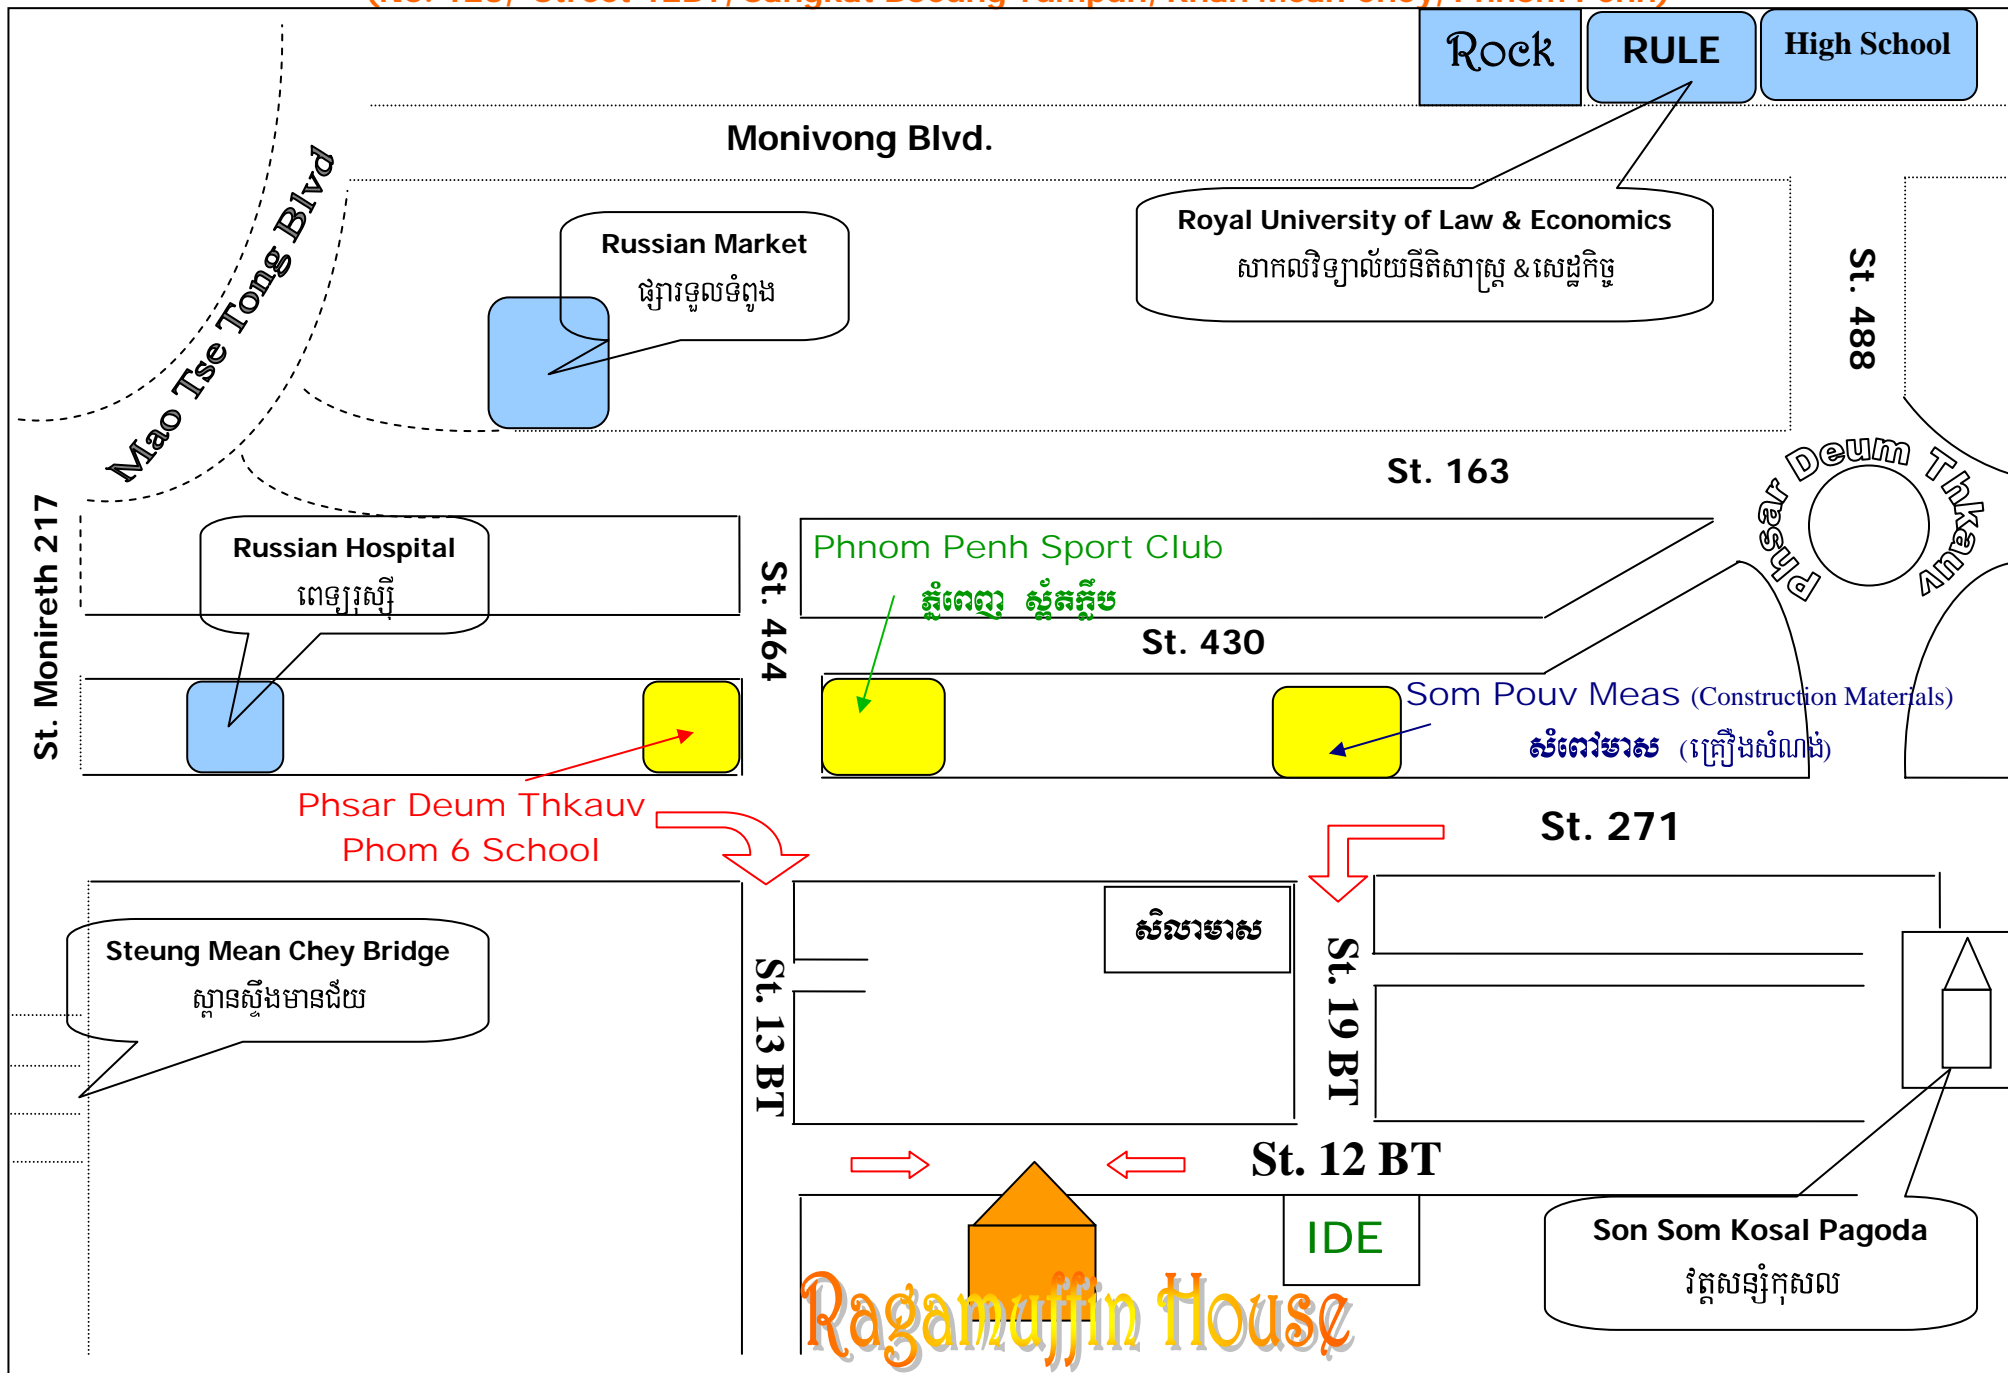 Rock
RULE
High School
Monivong Blvd.
Mao Tse Tong Blvd
Russian Market
ផ្សារទួលទំពូង
Royal University of Law & Economics
សាកលវិទ្យាល័យនីតិសាស្ត្រ & សេដ្ឋកិច្ច
St. 488
St. 163
Phsar Deum Thkauv
St. Monireth 217
Russian Hospital
ពេទ្យរុស្ស៊ី
St. 464
Phnom Penh Sport Club
ភ្នំពេញ ស្ព័តក្លឹប
St. 430
Som Pouv Meas (Construction Materials)
សំពៅមាស (គ្រឿងសំណង់)
Phsar Deum Thkauv
Phom 6 School
St. 271
Steung Mean Chey Bridge
ស្ពានស្ទឹងមានជ័យ
St. 13 BT
សិលាមាស
St. 19 BT
St. 12 BT
IDE
Son Som Kosal Pagoda
វត្តសន្សំកុសល
Ragamuffin House